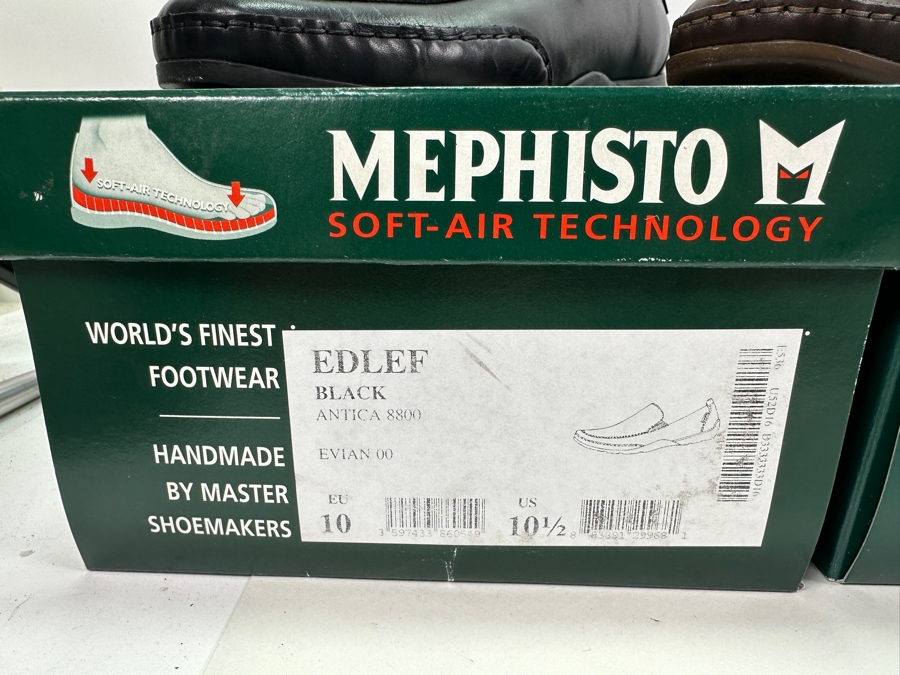 SOFT-AIR TECHNOLOGY
MEPHISTO
SOFT-AIR TECHNOLOGY
WORLD'S FINEST
FOOTWEAR
HANDMADE
BY MASTER
SHOEMAKERS
EDLEF
BLACK
ANTICA 8800
EVIAN 00
EU
10
US
10½